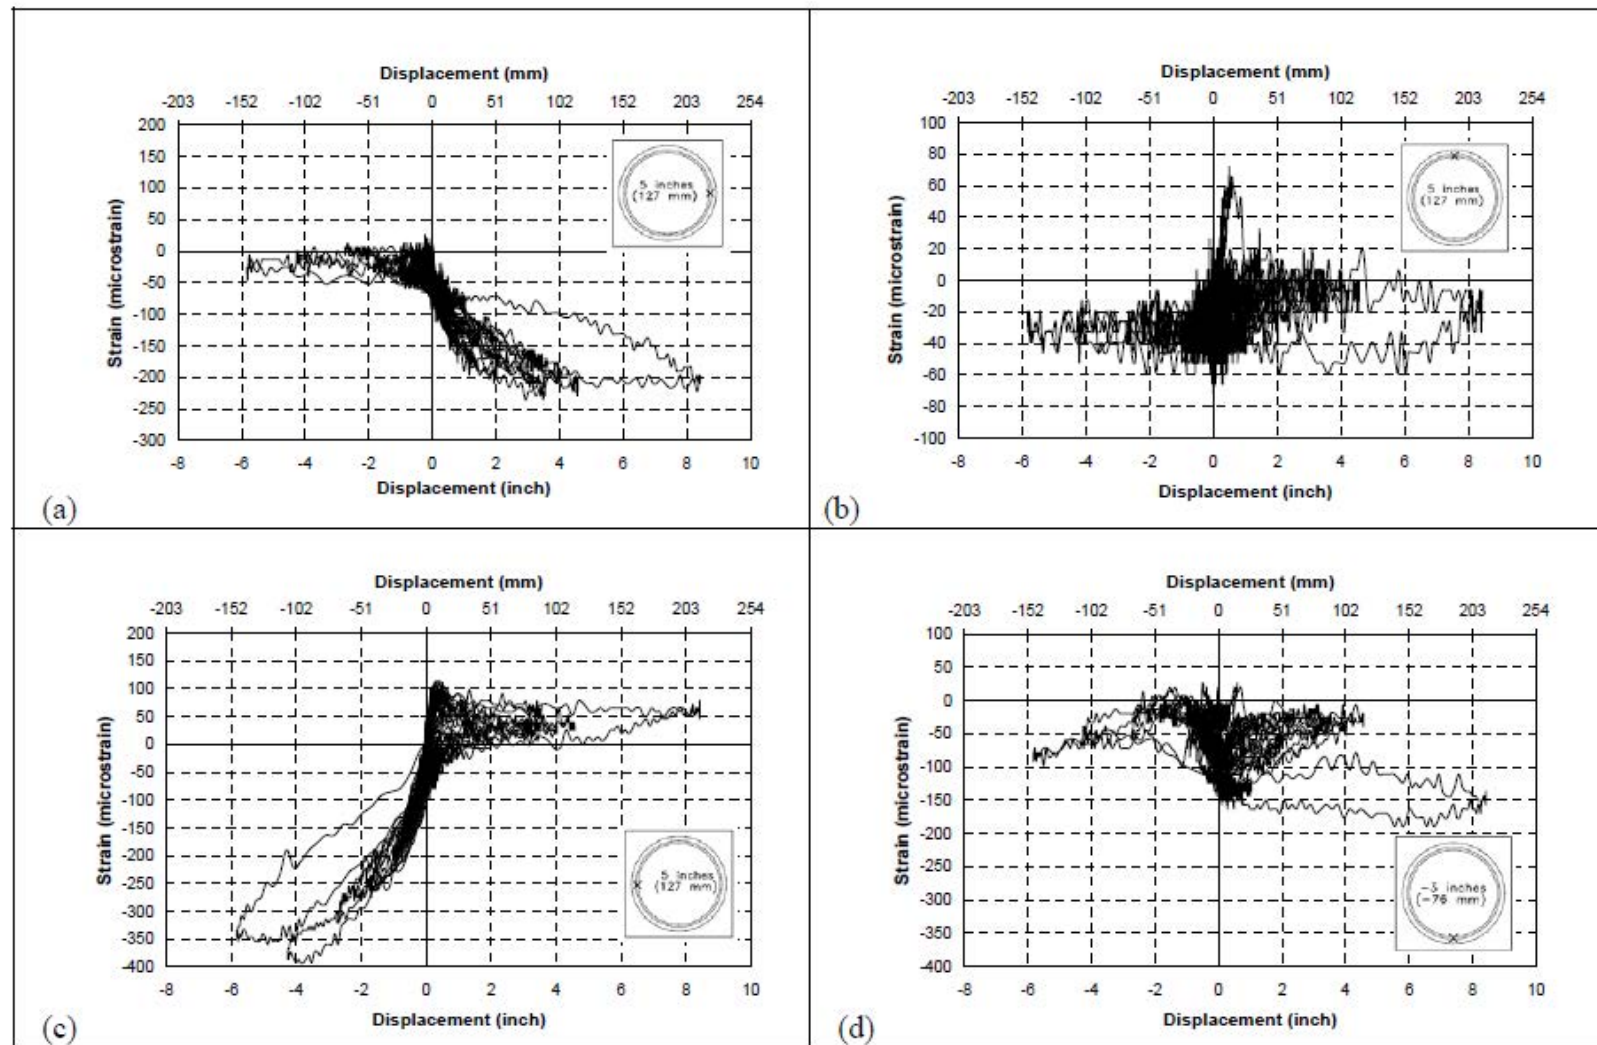 Displacement (mm)
-203 -152 -102 -51 0 51 102 152 203 254
200
150
100
50
0
-50
-100
-150
-200
-250
-300
Strain (microstrain)
5 inches
(127 mm)
-8 -6 -4 -2 0 2 4 6 8 10
Displacement (inch)
(a)
Displacement (mm)
-203 -152 -102 -51 0 51 102 152 203 254
100
80
60
40
20
0
-20
-40
-60
-80
-100
Strain (microstrain)
5 inches
(127 mm)
-8 -6 -4 -2 0 2 4 6 8 10
Displacement (inch)
(b)
Displacement (mm)
-203 -152 -102 -51 0 51 102 152 203 254
200
150
100
50
0
-50
-100
-150
-200
-250
-300
-350
-400
Strain (microstrain)
5 inches
(127 mm)
-8 -6 -4 -2 0 2 4 6 8 10
Displacement (inch)
(c)
Displacement (mm)
-203 -152 -102 -51 0 51 102 152 203 254
100
50
0
-50
-100
-150
-200
-250
-300
-350
-400
Strain (microstrain)
-3 inches
(-76 mm)
-8 -6 -4 -2 0 2 4 6 8 10
Displacement (inch)
(d)